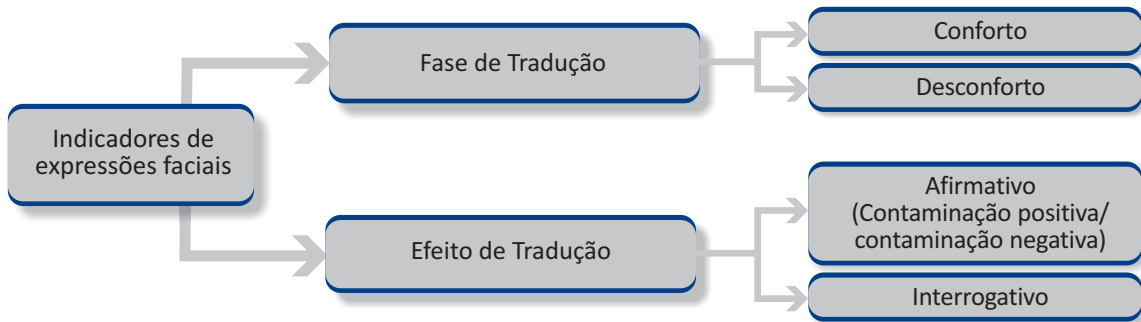 Indicadores de
expressões faciais
Fase de Tradução
Conforto
Desconforto
Efeito de Tradução
Afirmativo
(Contaminação positiva/
contaminação negativa)
Interrogativo